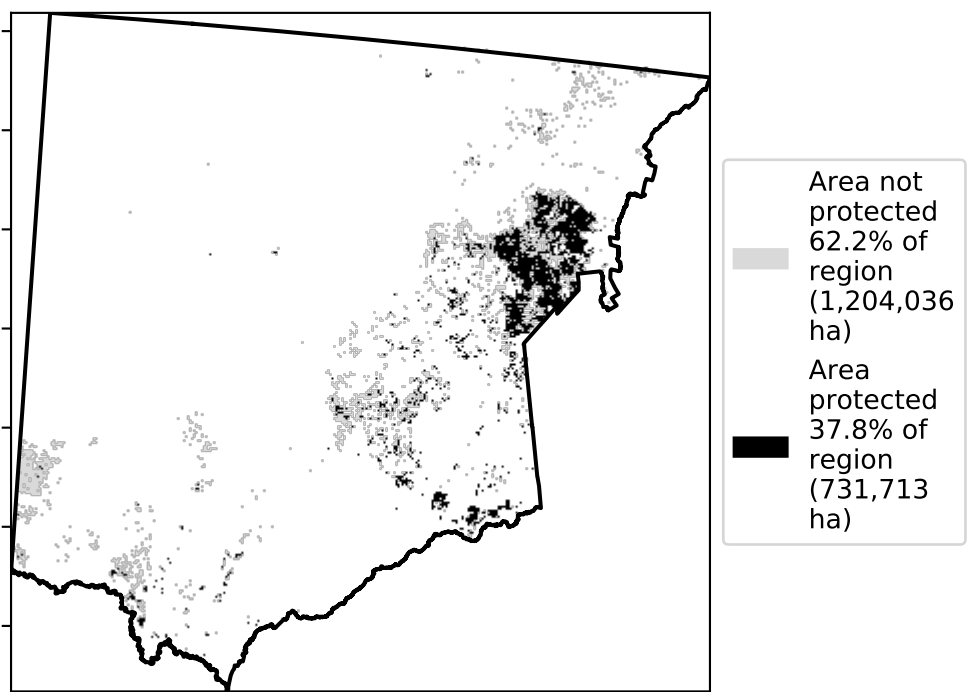 Area not
protected
62.2% of
region
(1,204,036
ha)
Area
protected
37.8% of
region
(731,713
ha)